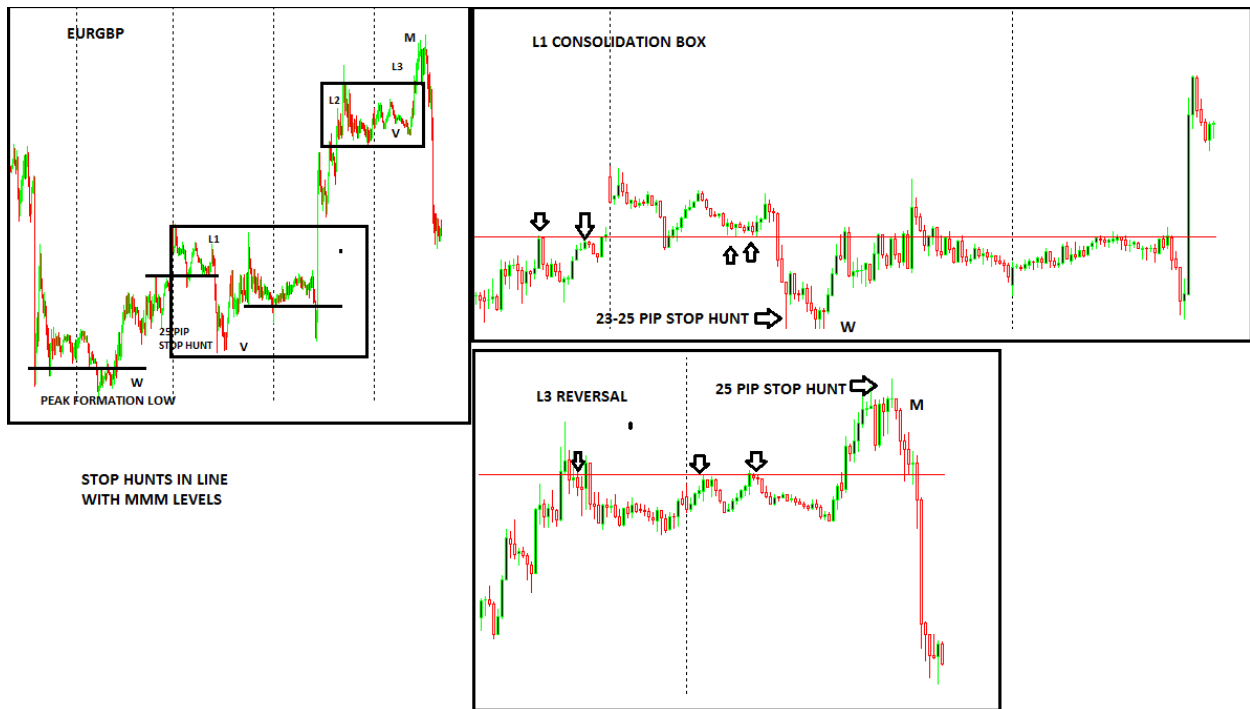 EURGBP
M
L3
L2
V
L1
25 PIP
STOP HUNT
V
W
PEAK FORMATION LOW
L1 CONSOLIDATION BOX
23-25 PIP STOP HUNT
W
L3 REVERSAL
25 PIP STOP HUNT
M
STOP HUNTS IN LINE
WITH MMM LEVELS